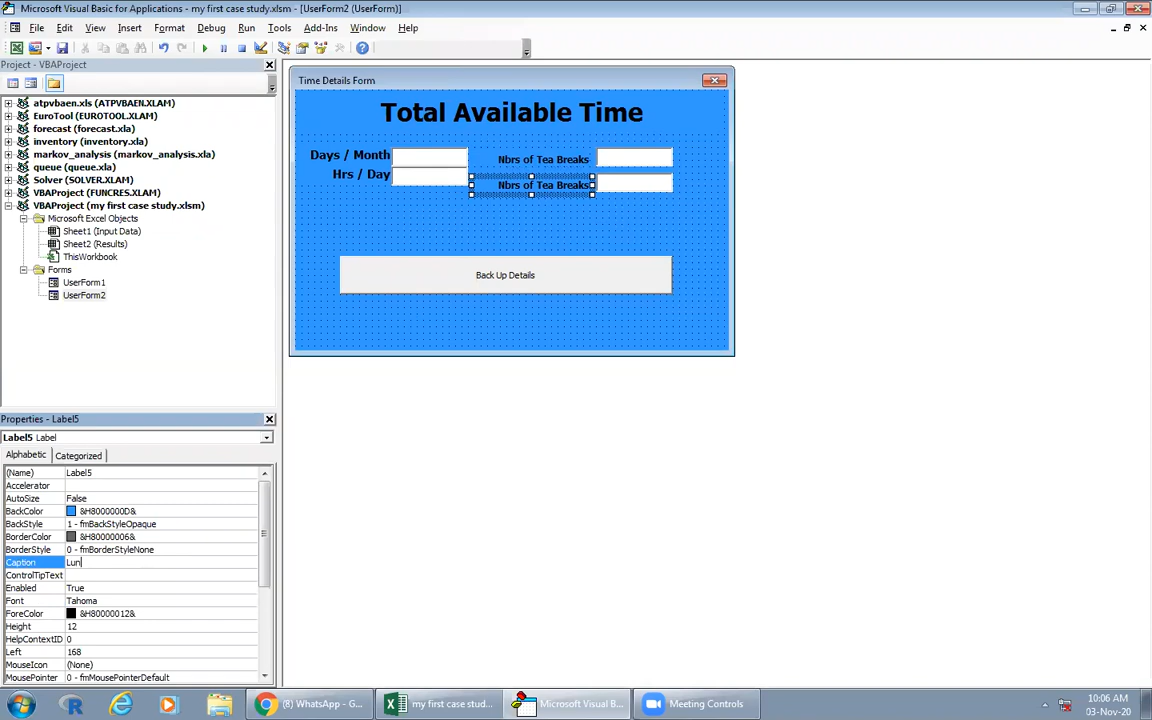 Microsoft Visual Basic for Applications - my first case study.xlsm - [UserForm2 (UserForm)]
File Edit View Insert Format Debug Run Tools Add-Ins Window Help
Project - VBAProject
atpvbaen.xls (ATPVBAEN.XLAM)
EuroTool (EUROTOOL.XLAM)
forecast (forecast.xla)
inventory (inventory.xla)
markov_analysis (markov_analysis.xla)
queue (queue.xla)
Solver (SOLVER.XLAM)
VBAProject (FUNCRES.XLAM)
VBAProject (my first case study.xlsm)
Microsoft Excel Objects
Sheet1 (Input Data)
Sheet2 (Results)
ThisWorkbook
Forms
UserForm1
UserForm2
Time Details Form
Total Available Time
Days / Month
Nbrs of Tea Breaks
Hrs / Day
Nbrs of Tea Breaks
Back Up Details
Properties - Label5
Label5 Label
Alphabetic Categorized
(Name) Label5
Accelerator
AutoSize False
BackColor &H8000000D&
BackStyle 1 - fmBackStyleOpaque
BorderColor &H80000006&
BorderStyle 0 - fmBorderStyleNone
Caption Lun
ControlTipText
Enabled True
Font Tahoma
ForeColor &H80000012&
Height 12
HelpContextID 0
Left 168
MouseIcon (None)
MousePointer 0 - fmMousePointerDefault
(8) WhatsApp - G...
my first case stud...
Microsoft Visual B...
Meeting Controls
10:06 AM
03-Nov-20